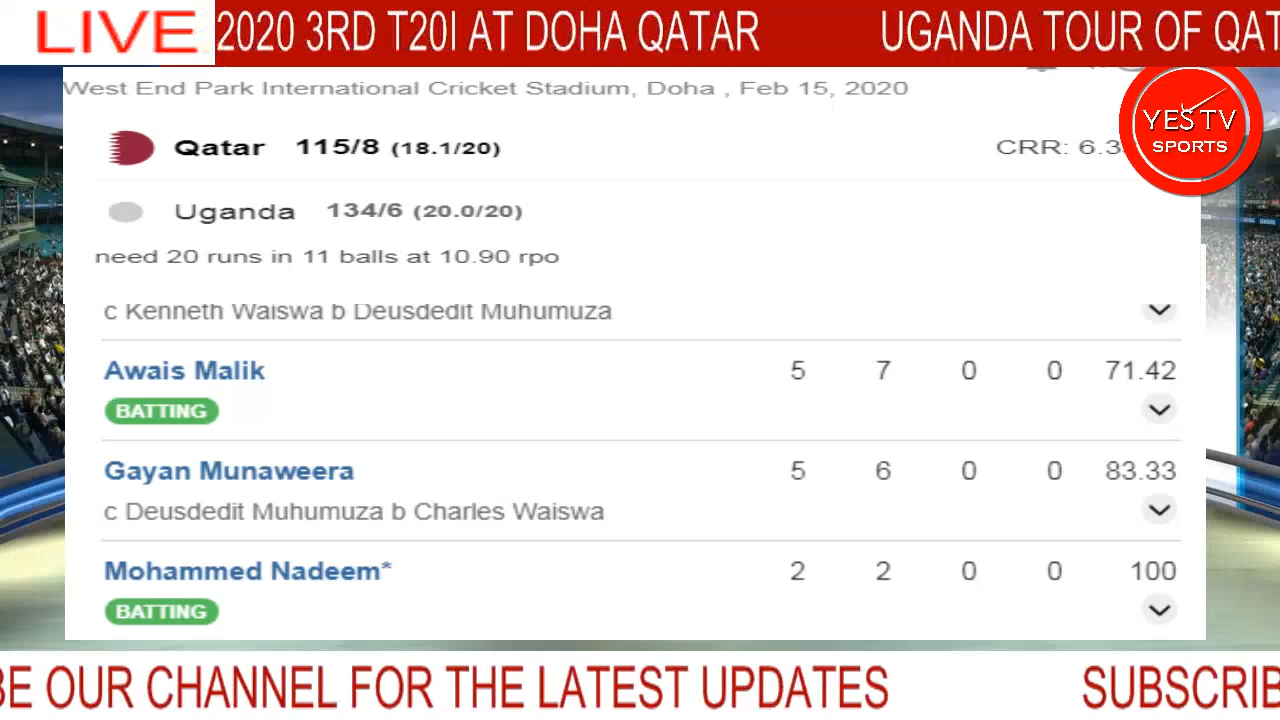 LIVE 2020 3RD T20I AT DOHA QATAR UGANDA TOUR OF QAT
West End Park International Cricket Stadium, Doha , Feb 15, 2020
YES TV
SPORTS
Qatar 115/8 (18.1/20) CRR: 6.3
Uganda 134/6 (20.0/20)
need 20 runs in 11 balls at 10.90 rpo
c Kenneth Waiswa b Deusdedit Muhumuza
Awais Malik 5 7 0 0 71.42
BATTING
Gayan Munaweera 5 6 0 0 83.33
c Deusdedit Muhumuza b Charles Waiswa
Mohammed Nadeem* 2 2 0 0 100
BATTING
BE OUR CHANNEL FOR THE LATEST UPDATES SUBSCRIB